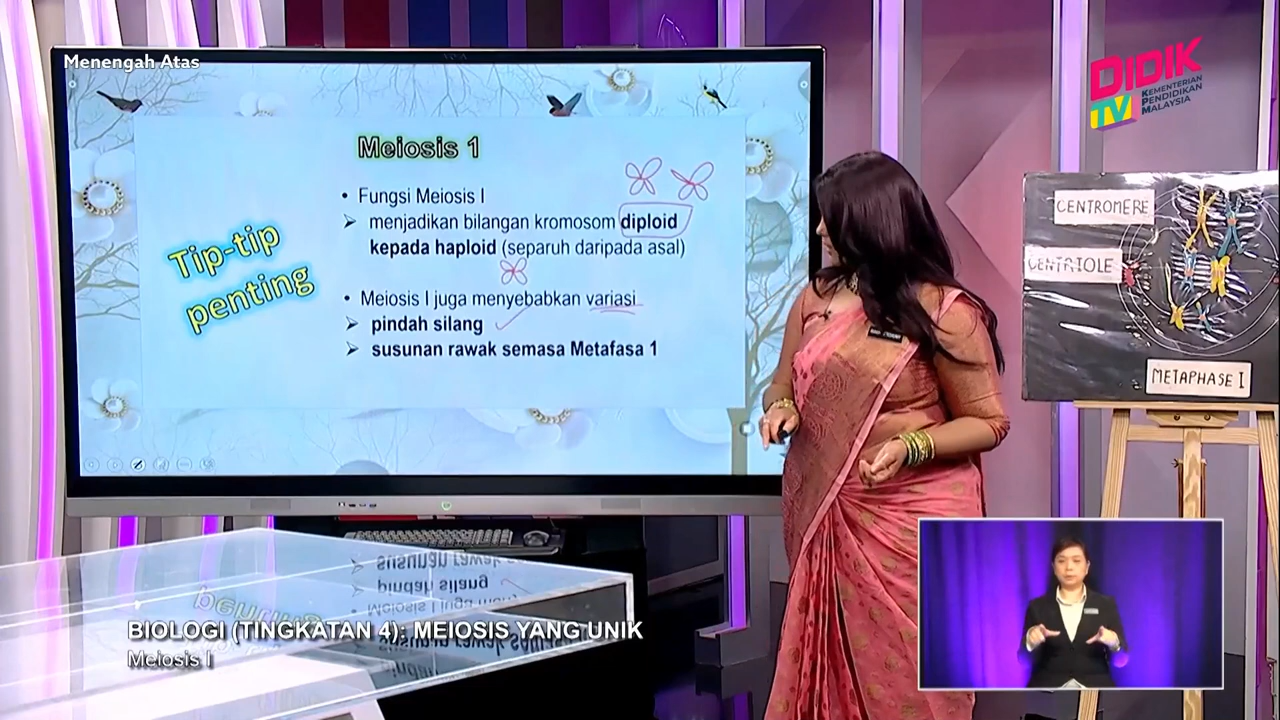 Menengah Atas
DIDIK
TV
KEMENTERIAN
PENDIDIKAN
MALAYSIA
Meiosis 1
Tip-tip
penting
• Fungsi Meiosis I
➢ menjadikan bilangan kromosom diploid
kepada haploid (separuh daripada asal)
• Meiosis I juga menyebabkan variasi
➢ pindah silang
➢ susunan rawak semasa Metafasa 1
CENTROMERE
CENTRIOLE
METAPHASE I
BIOLOGI (TINGKATAN 4): MEIOSIS YANG UNIK
Meiosis I